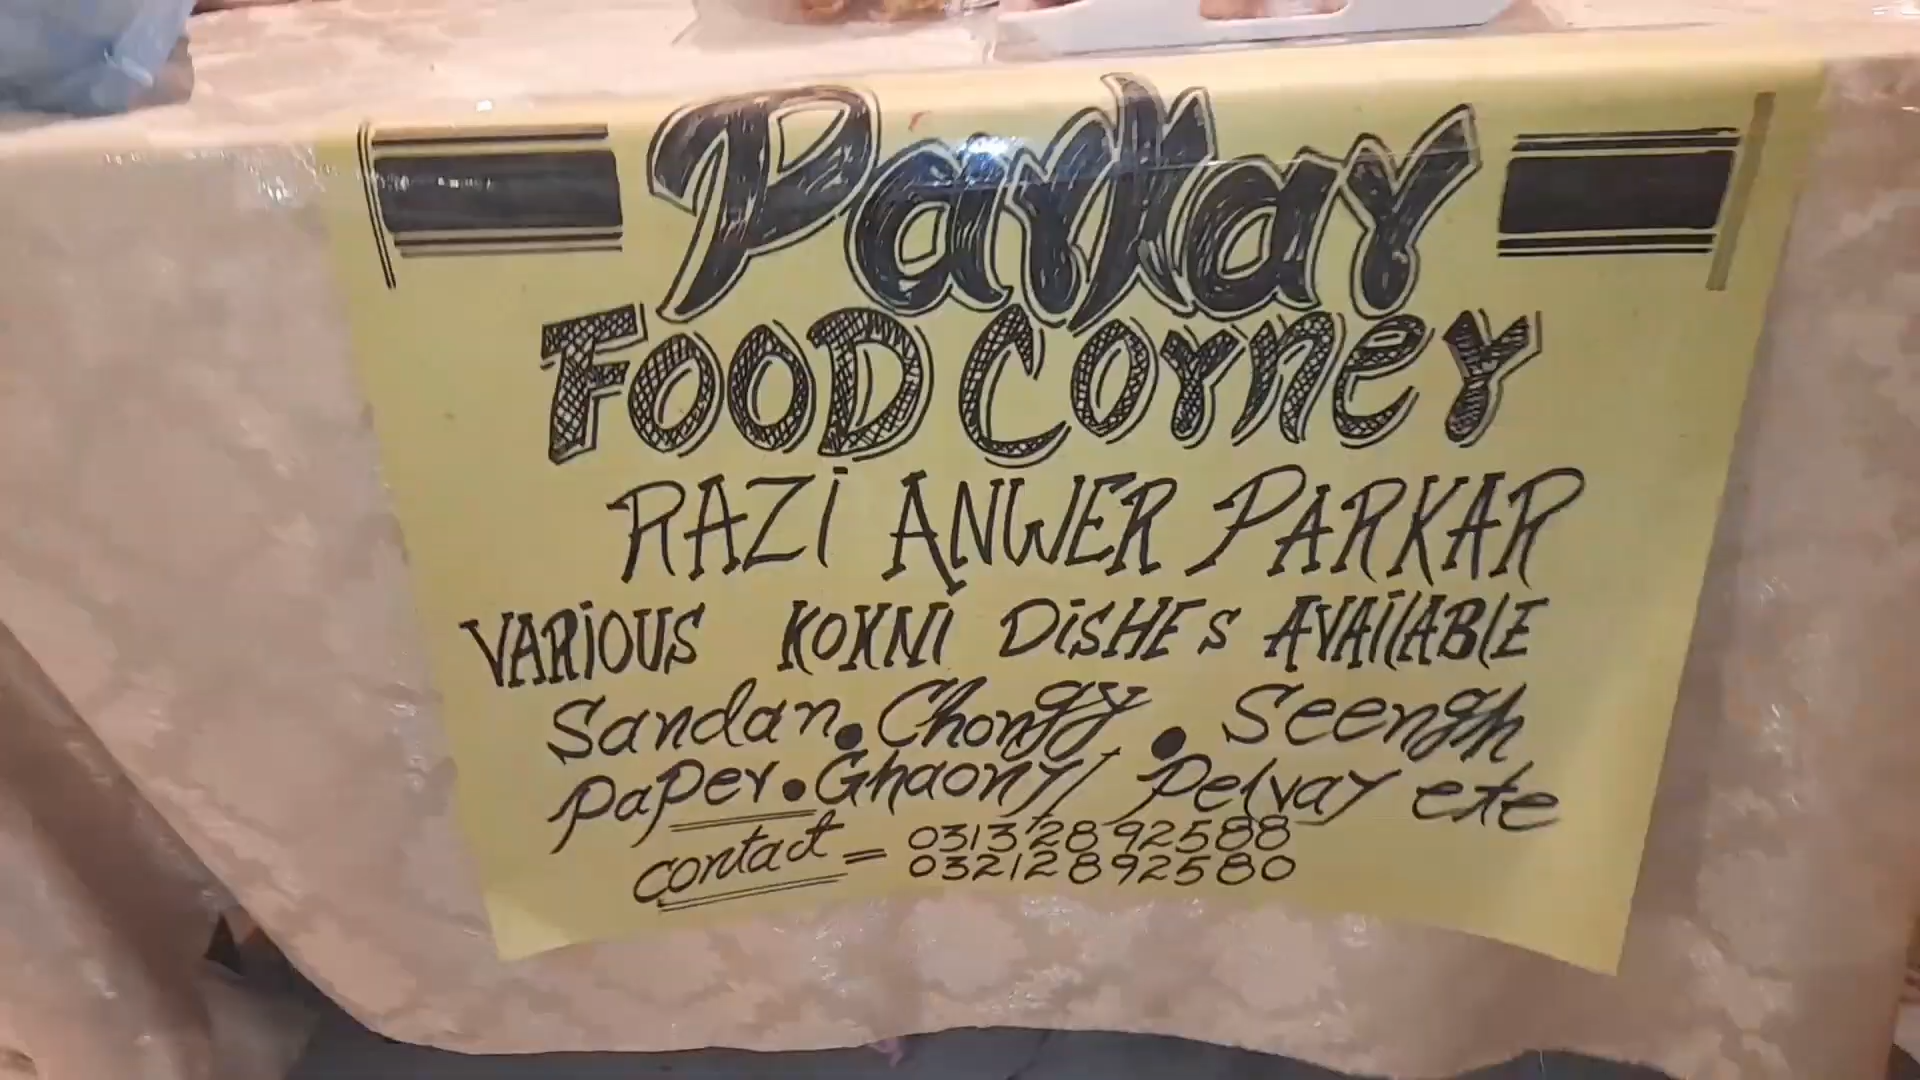 Parkar
FOOD Corner
RAZi ANWER PARKAR
VARiOUS KOKNi DiSHEs AVAilABlE
Sandan • Chongy • Seengh
Paper • Ghaony / Pelvay ete
contact = 03132892588
03212892580